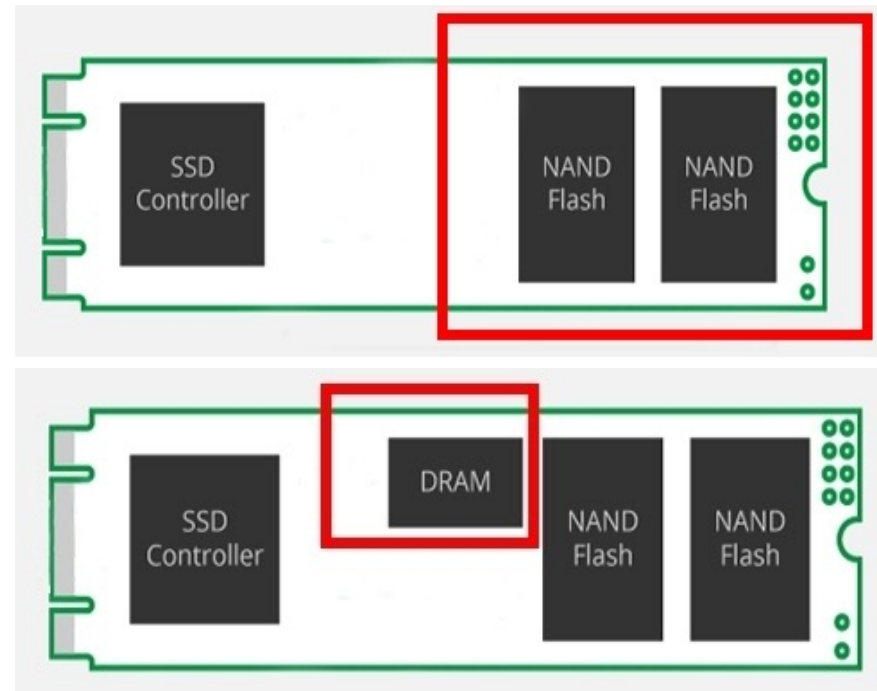 SSD
Controller
NAND
Flash
NAND
Flash
SSD
Controller
DRAM
NAND
Flash
NAND
Flash